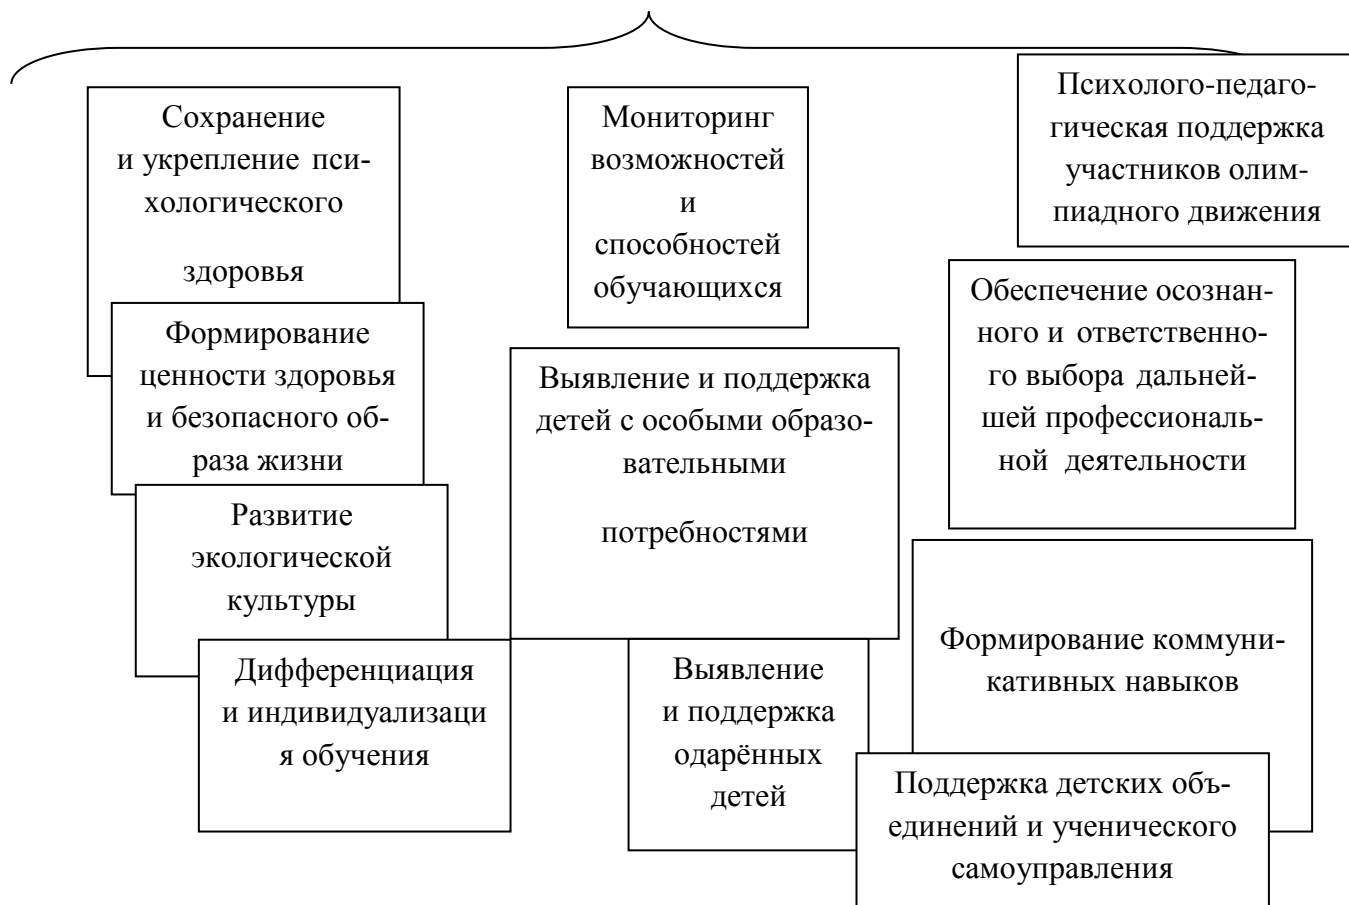 Сохранение
и укрепление пси-
хологического
здоровья
Формирование
ценности здоровья
и безопасного об-
раза жизни
Развитие
экологической
культуры
Дифференциация
и индивидуализаци
я обучения
Мониторинг
возможностей
и
способностей
обучающихся
Выявление и поддержка
детей с особыми образо-
вательными
потребностями
Выявление
и поддержка
одарённых
детей
Психолого-педаго-
гическая поддержка
участников олим-
пиадного движения
Обеспечение осознан-
ного и ответственно-
го выбора дальней-
шей профессиональ-
ной деятельности
Формирование коммуни-
кативных навыков
Поддержка детских объ-
единений и ученического
самоуправления